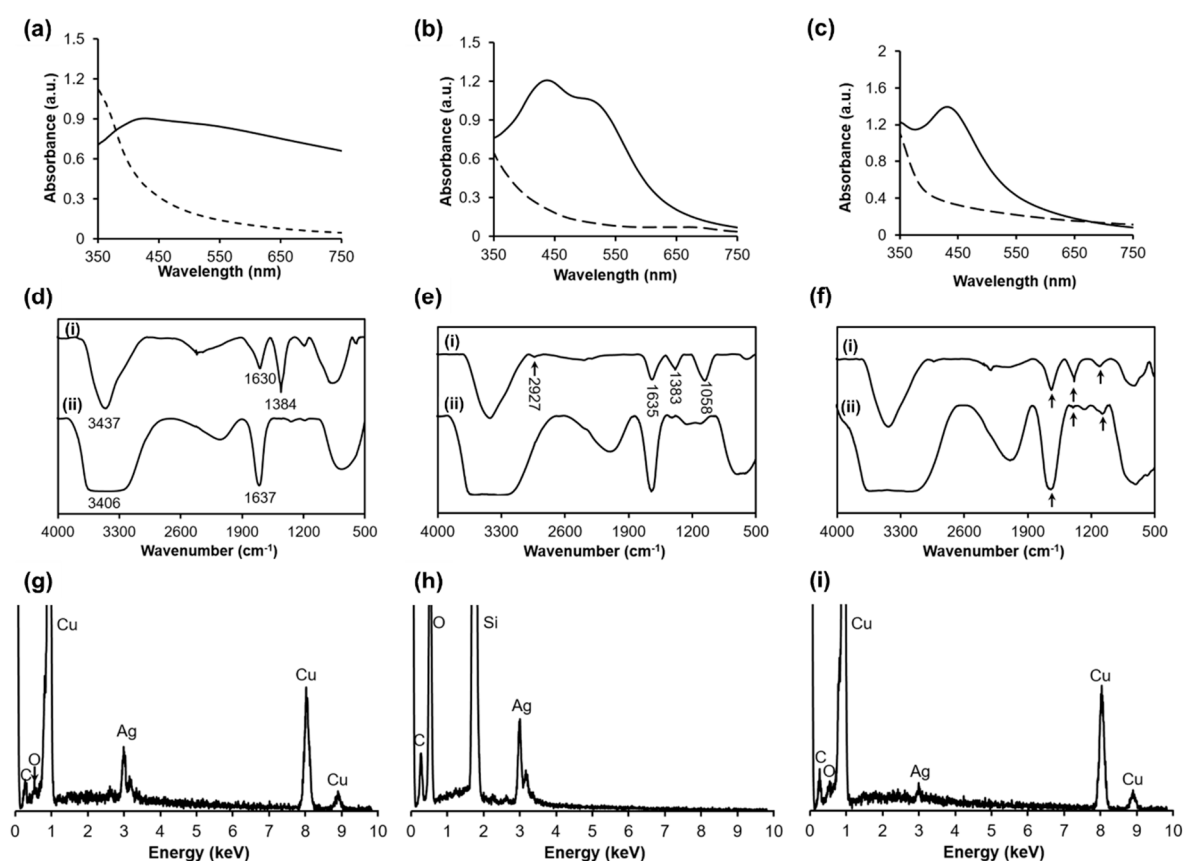 (a)
1.5
1.2
0.9
0.6
0.3
0
Absorbance (a.u.)
350 450 550 650 750
Wavelength (nm)
(b)
1.5
1.2
0.9
0.6
0.3
0
Absorbance (a.u.)
350 450 550 650 750
Wavelength (nm)
(c)
2
1.6
1.2
0.8
0.4
0
Absorbance (a.u.)
350 450 550 650 750
Wavelength (nm)
(d)
(i)
1630
1384
3437
(ii)
3406
1637
4000 3300 2600 1900 1200 500
Wavenumber (cm-1)
(e)
(i)
2927
1635
1383
1058
(ii)
4000 3300 2600 1900 1200 500
Wavenumber (cm-1)
(f)
(i)
(ii)
4000 3300 2600 1900 1200 500
Wavenumber (cm-1)
(g)
Cu
Cu
Ag
C
O
Cu
0 1 2 3 4 5 6 7 8 9 10
Energy (keV)
(h)
O
Si
Ag
C
0 1 2 3 4 5 6 7 8 9 10
Energy (keV)
(i)
Cu
Cu
C
O
Ag
Cu
0 1 2 3 4 5 6 7 8 9 10
Energy (keV)